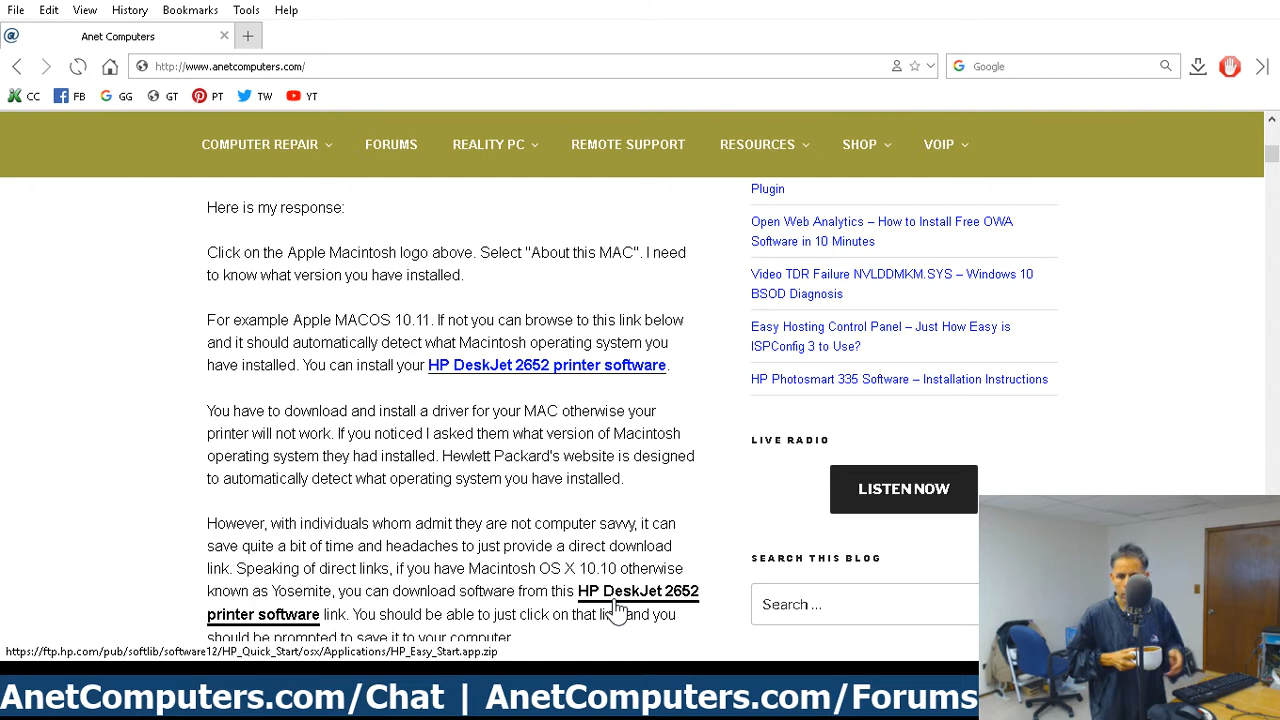 File Edit View History Bookmarks Tools Help
@ Anet Computers × +
http://www.anetcomputers.com/ Google
CC FB GG GT PT TW YT
COMPUTER REPAIR FORUMS REALITY PC REMOTE SUPPORT RESOURCES SHOP VOIP
Here is my response:
Click on the Apple Macintosh logo above. Select "About this MAC". I need
to know what version you have installed.
For example Apple MACOS 10.11. If not you can browse to this link below
and it should automatically detect what Macintosh operating system you
have installed. You can install your HP DeskJet 2652 printer software.
You have to download and install a driver for your MAC otherwise your
printer will not work. If you noticed I asked them what version of Macintosh
operating system they had installed. Hewlett Packard's website is designed
to automatically detect what operating system you have installed.
However, with individuals whom admit they are not computer savvy, it can
save quite a bit of time and headaches to just provide a direct download
link. Speaking of direct links, if you have Macintosh OS X 10.10 otherwise
known as Yosemite, you can download software from this HP DeskJet 2652
printer software link. You should be able to just click on that link and you
should be prompted to save it to your computer.
Plugin
Open Web Analytics – How to Install Free OWA
Software in 10 Minutes
Video TDR Failure NVLDDMKM.SYS – Windows 10
BSOD Diagnosis
Easy Hosting Control Panel – Just How Easy is
ISPConfig 3 to Use?
HP Photosmart 335 Software – Installation Instructions
LIVE RADIO
LISTEN NOW
SEARCH THIS BLOG
Search ...
https://ftp.hp.com/pub/softlib/software12/HP_Quick_Start/osx/Applications/HP_Easy_Start.app.zip
AnetComputers.com/Chat | AnetComputers.com/Forums